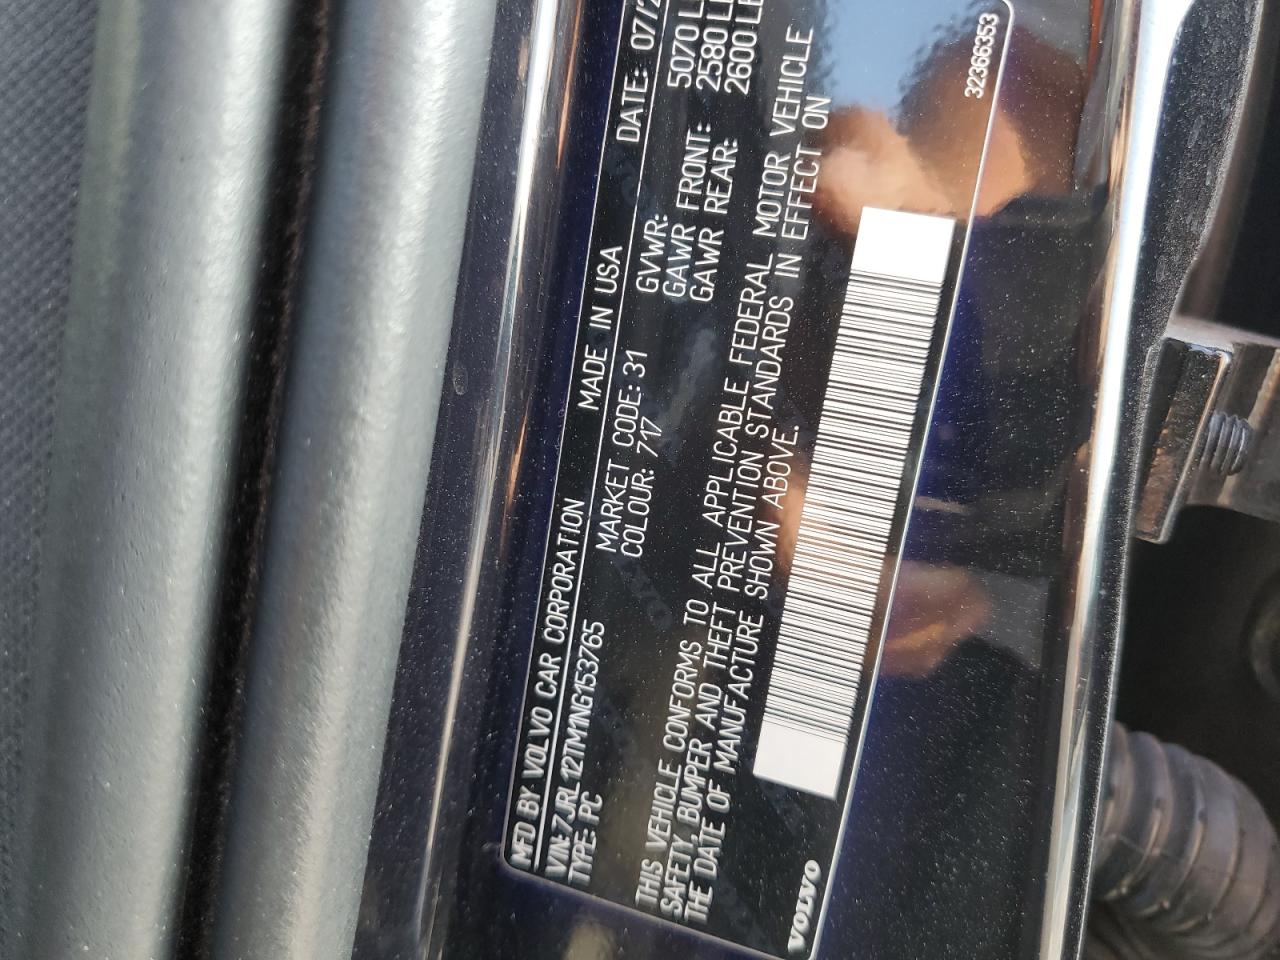 MFD BY VOLVO CAR CORPORATION MADE IN USA DATE: 07/2
VIN: 7JRL12TM1NG153765 MARKET CODE: 31 GVWR: 5070 L
TYPE: PC COLOUR: 717 GAWR FRONT: 2580 L
GAWR REAR: 2600 LB
THIS VEHICLE CONFORMS TO ALL APPLICABLE FEDERAL MOTOR VEHICLE
SAFETY, BUMPER AND THEFT PREVENTION STANDARDS IN EFFECT ON
THE DATE OF MANUFACTURE SHOWN ABOVE.
VOLVO 32366353